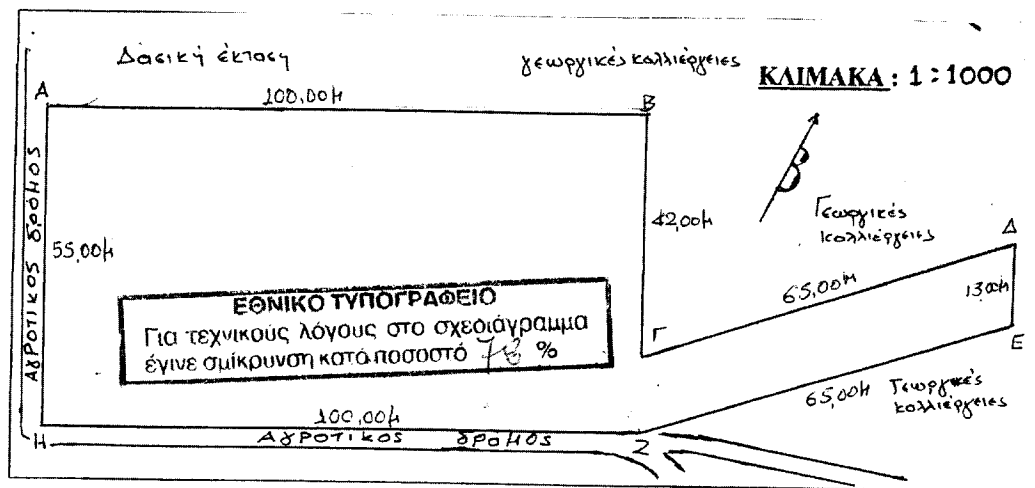 Δασική έκταση
γεωργικές καλλιέργειες
ΚΛΙΜΑΚΑ : 1:1000
A
100,00μ
B
ΑγΡΟΤΙΚΟΣ δρόμος
55,00μ
42,00μ
Γεωργικές
καλλιέργειες
Δ
65,00μ
13,00μ
ΕΘΝΙΚΟ ΤΥΠΟΓΡΑΦΕΙΟ
Για τεχνικούς λόγους στο σχεδιάγραμμα
έγινε σμίκρυνση κατά ποσοστό 78 %
Γ
E
65,00μ
Γεωργικές
καλλιέργειες
100,00μ
H
ΑγΡΟΤΙΚΟΣ δρΟΜΟΣ
Z